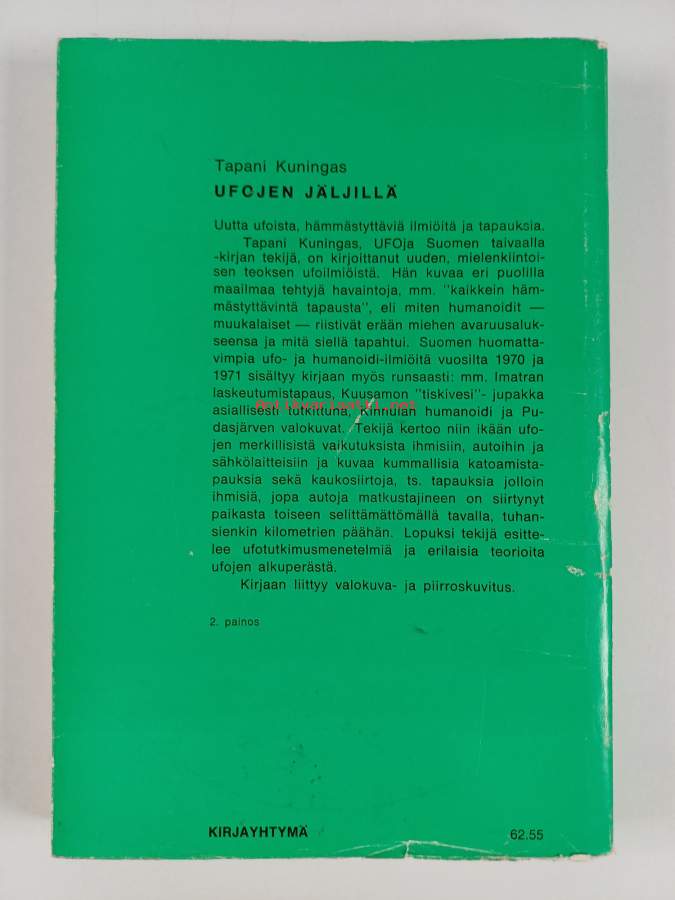 Tapani Kuningas
UFOJEN JÄLJILLÄ
Uutta ufoista, hämmästyttäviä ilmiöitä ja tapauksia.
Tapani Kuningas, UFOja Suomen taivaalla
-kirjan tekijä, on kirjoittanut uuden, mielenkiintoi-
sen teoksen ufoilmiöistä. Hän kuvaa eri puolilla
maailmaa tehtyjä havaintoja, mm. "kaikkein häm-
mästyttävintä tapausta", eli miten humanoidit —
muukalaiset — riistivät erään miehen avaruusaluk-
seensa ja mitä siellä tapahtui. Suomen huomatta-
vimpia ufo- ja humanoidi-ilmiöitä vuosilta 1970 ja
1971 sisältyy kirjaan myös runsaasti: mm. Imatran
laskeutumistapaus, Kuusamon "tiskivesi"- jupakka
antikvariaatti.net
asiallisesti tutkittuna, Kinnulan humanoidi ja Pu-
dasjärven valokuvat. Tekijä kertoo niin ikään ufo-
jen merkillisistä vaikutuksista ihmisiin, autoihin ja
sähkölaitteisiin ja kuvaa kummallisia katoamista-
pauksia sekä kaukosiirtoja, ts. tapauksia jolloin
ihmisiä, jopa autoja matkustajineen on siirtynyt
paikasta toiseen selittämättömällä tavalla, tuhan-
sienkin kilometrien päähän. Lopuksi tekijä esitte-
lee ufotutkimusmenetelmiä ja erilaisia teorioita
ufojen alkuperästä.
Kirjaan liittyy valokuva- ja piirroskuvitus.
2. painos
KIRJAYHTYMÄ 62.55